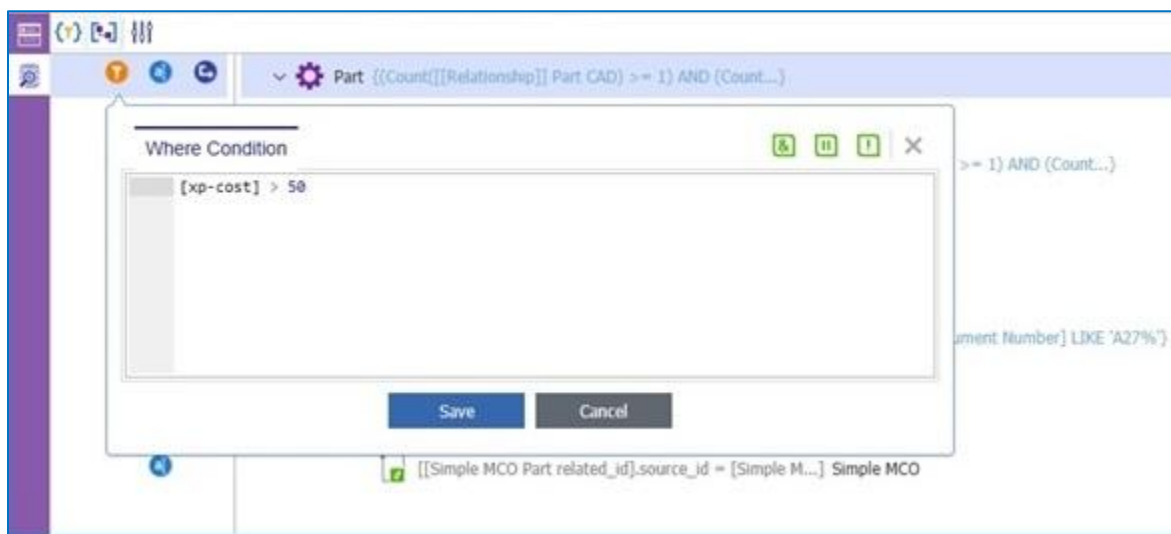 Part {(Count([[Relationship]] Part CAD) >= 1) AND (Count...}
Where Condition
[xp-cost] > 50
>= 1) AND (Count...}
ument Number] LIKE 'A27%'}
Save Cancel
[[Simple MCO Part related_id].source_id = [Simple M...] Simple MCO